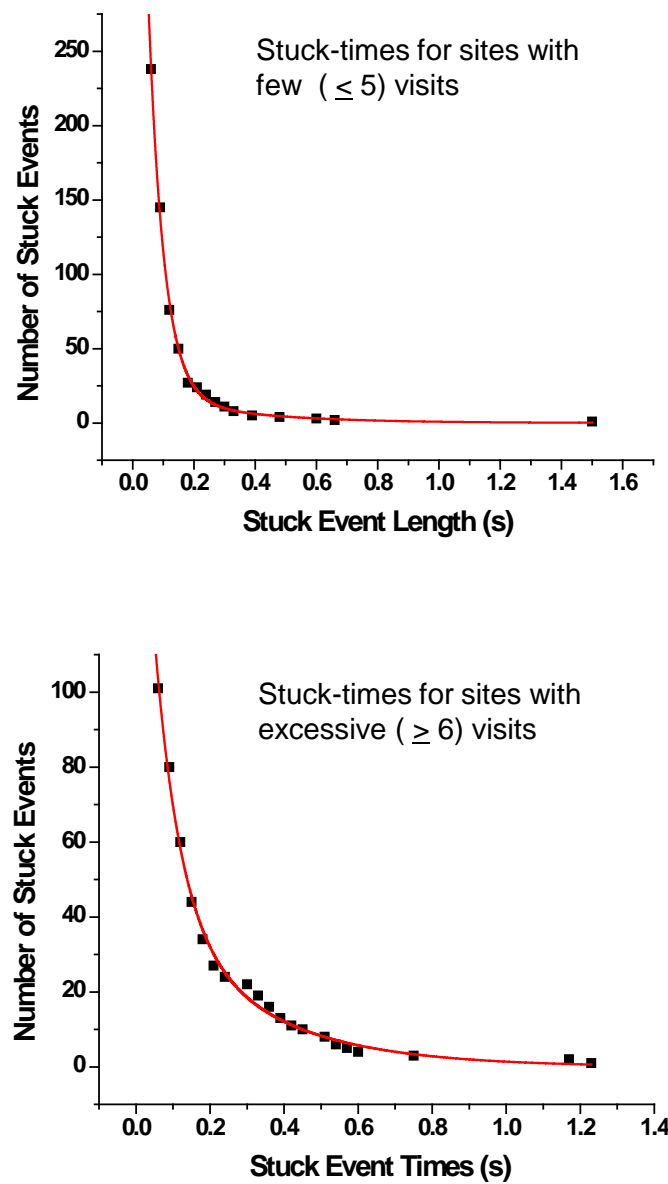 Stuck-times for sites with
few ( ≤ 5) visits
Number of Stuck Events
250
200
150
100
50
0
0.0 0.2 0.4 0.6 0.8 1.0 1.2 1.4 1.6
Stuck Event Length (s)
Stuck-times for sites with
excessive ( ≥ 6) visits
Number of Stuck Events
100
80
60
40
20
0
0.0 0.2 0.4 0.6 0.8 1.0 1.2 1.4
Stuck Event Times (s)